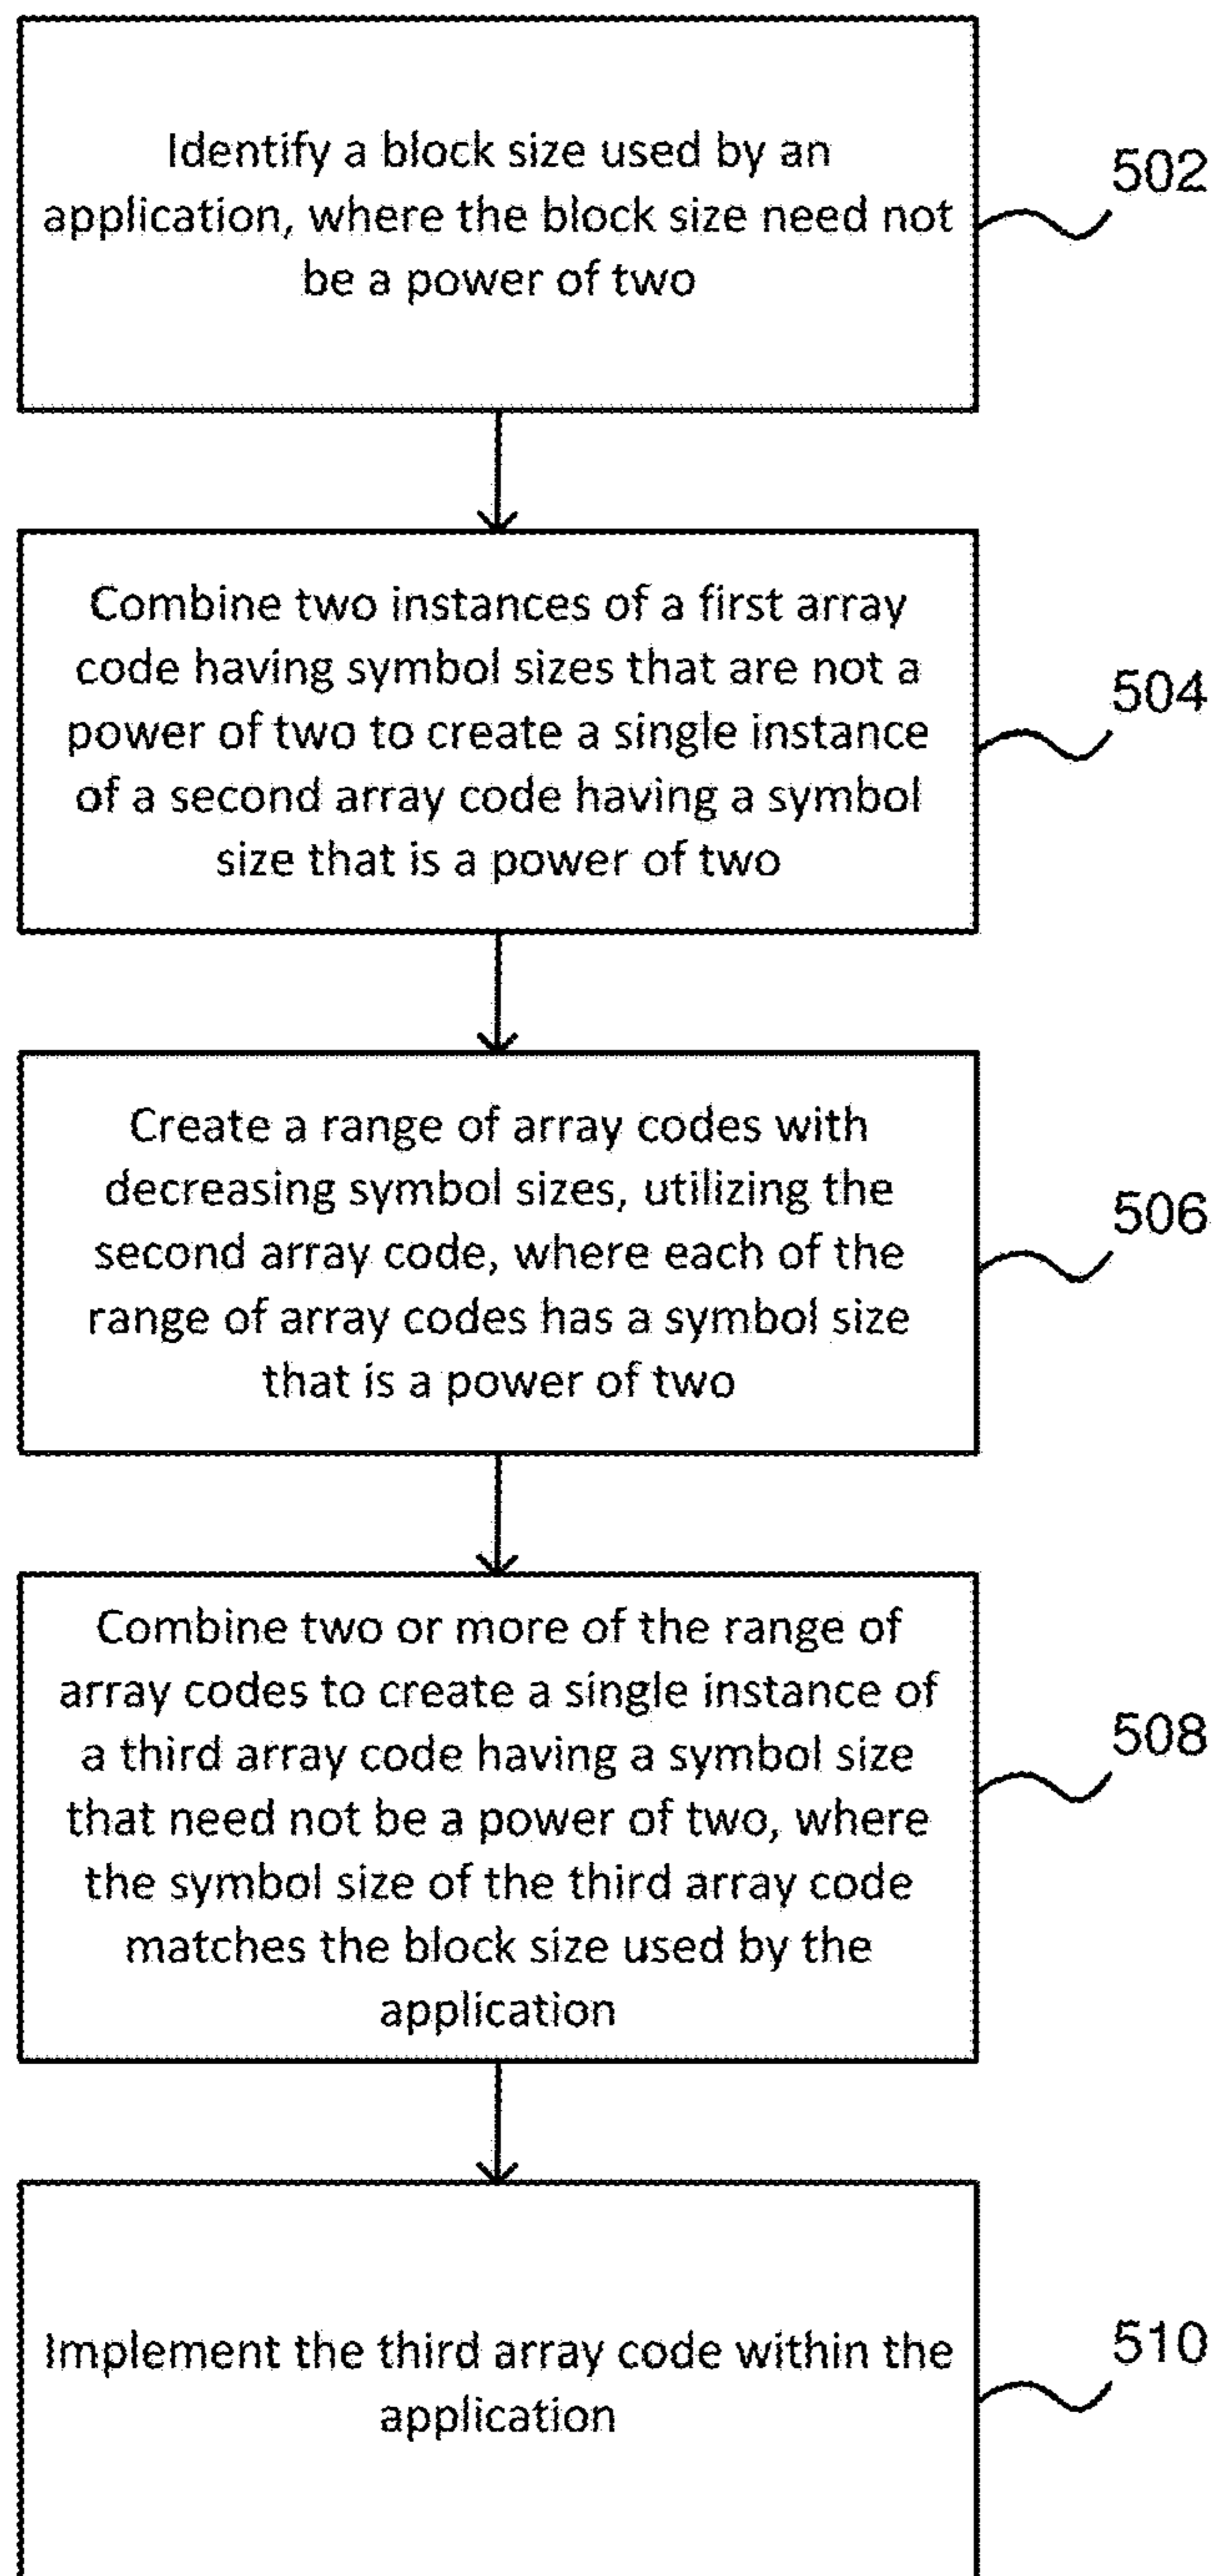 Identify a block size used by an
application, where the block size need not
be a power of two
502
Combine two instances of a first array
code having symbol sizes that are not a
power of two to create a single instance
of a second array code having a symbol
size that is a power of two
504
Create a range of array codes with
decreasing symbol sizes, utilizing the
second array code, where each of the
range of array codes has a symbol size
that is a power of two
506
Combine two or more of the range of
array codes to create a single instance of
a third array code having a symbol size
that need not be a power of two, where
the symbol size of the third array code
matches the block size used by the
application
508
Implement the third array code within the
application
510